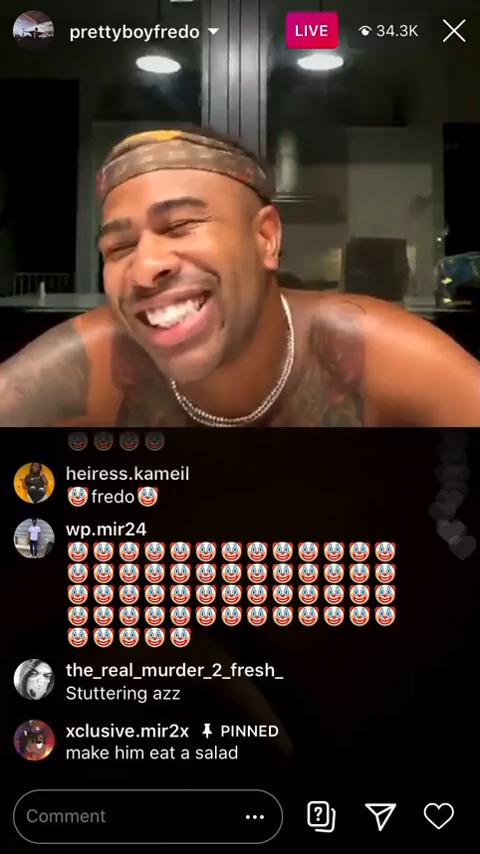 prettyboyfredo
LIVE
34.3K
🤡🤡🤡🤡
heiress.kameil
🤡fredo🤡
wp.mir24
🤡🤡🤡🤡🤡🤡🤡🤡🤡🤡🤡🤡🤡
🤡🤡🤡🤡🤡🤡🤡🤡🤡🤡🤡🤡🤡
🤡🤡🤡🤡🤡🤡🤡🤡🤡🤡🤡🤡🤡
🤡🤡🤡🤡🤡🤡🤡🤡🤡🤡🤡🤡🤡
🤡🤡🤡🤡🤡
the_real_murder_2_fresh_
Stuttering azz
xclusive.mir2x 📌 PINNED
make him eat a salad
Comment